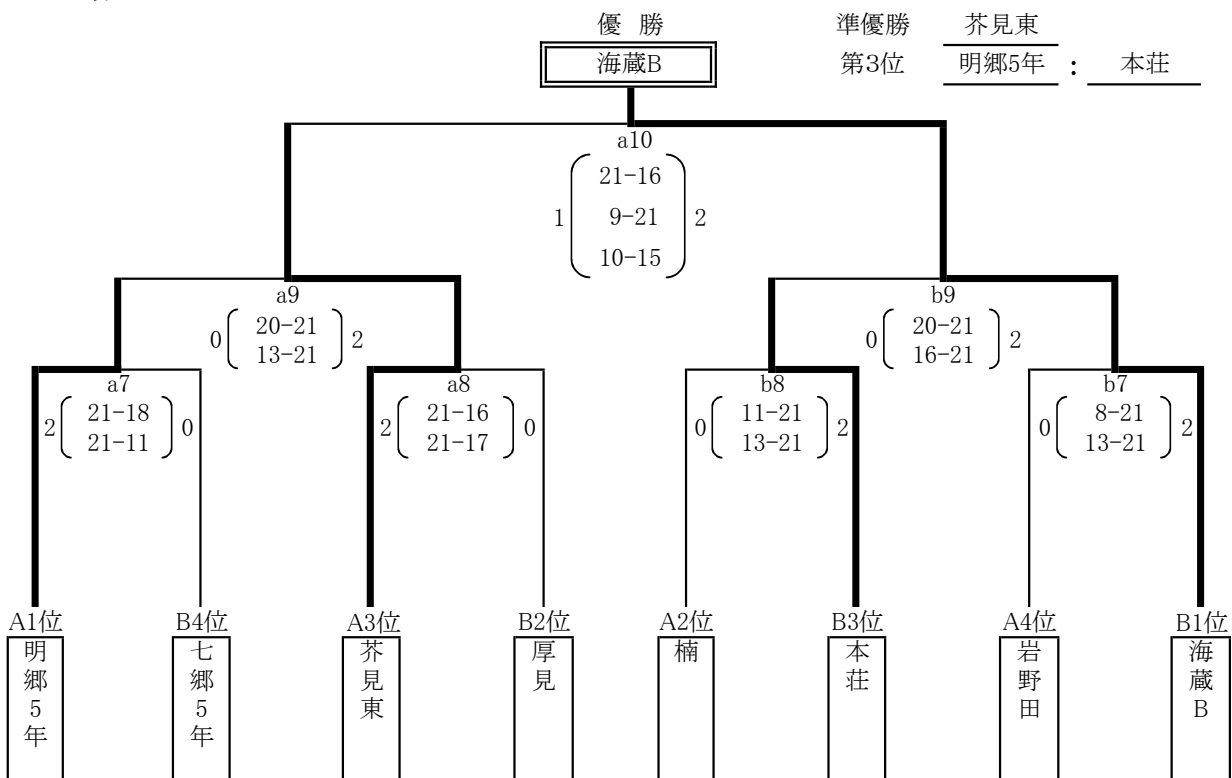 優 勝
海蔵B
準優勝 芥見東
第3位 明郷5年 : 本荘
a10
21-16
1 9-21 2
10-15
a9
20-21
0 2
13-21
b9
20-21
0 2
16-21
a7
21-18
2 0
21-11
a8
21-16
2 0
21-17
b8
11-21
0 2
13-21
b7
8-21
0 2
13-21
A1位
明郷5年
B4位
七郷5年
A3位
芥見東
B2位
厚見
A2位
楠
B3位
本荘
A4位
岩野田
B1位
海蔵B